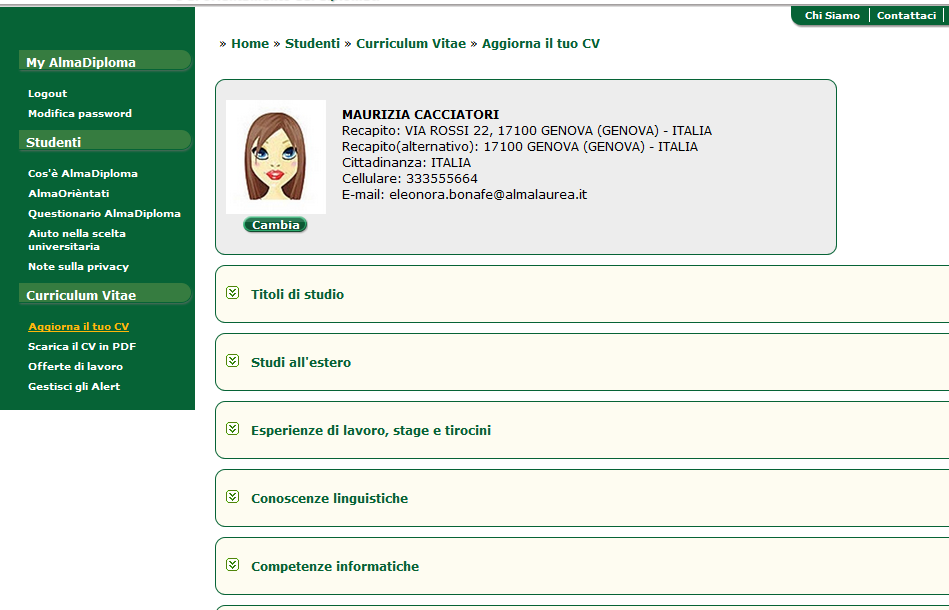 Chi Siamo
Contattaci
» Home » Studenti » Curriculum Vitae » Aggiorna il tuo CV
My AlmaDiploma
Logout
Modifica password
Studenti
Cos'è AlmaDiploma
AlmaOrièntati
Questionario AlmaDiploma
Aiuto nella scelta
universitaria
Note sulla privacy
Curriculum Vitae
Aggiorna il tuo CV
Scarica il CV in PDF
Offerte di lavoro
Gestisci gli Alert
MAURIZIA CACCIATORI
Recapito: VIA ROSSI 22, 17100 GENOVA (GENOVA) - ITALIA
Recapito(alternativo): 17100 GENOVA (GENOVA) - ITALIA
Cittadinanza: ITALIA
Cellulare: 333555664
E-mail: eleonora.bonafe@almalaurea.it
Cambia
Titoli di studio
Studi all'estero
Esperienze di lavoro, stage e tirocini
Conoscenze linguistiche
Competenze informatiche